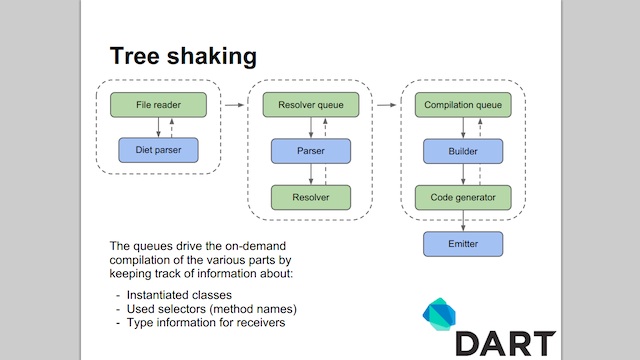 Tree shaking
File reader
Diet parser
Resolver queue
Parser
Resolver
Compilation queue
Builder
Code generator
Emitter
The queues drive the on-demand
compilation of the various parts by
keeping track of information about:
- Instantiated classes
- Used selectors (method names)
- Type information for receivers
DART